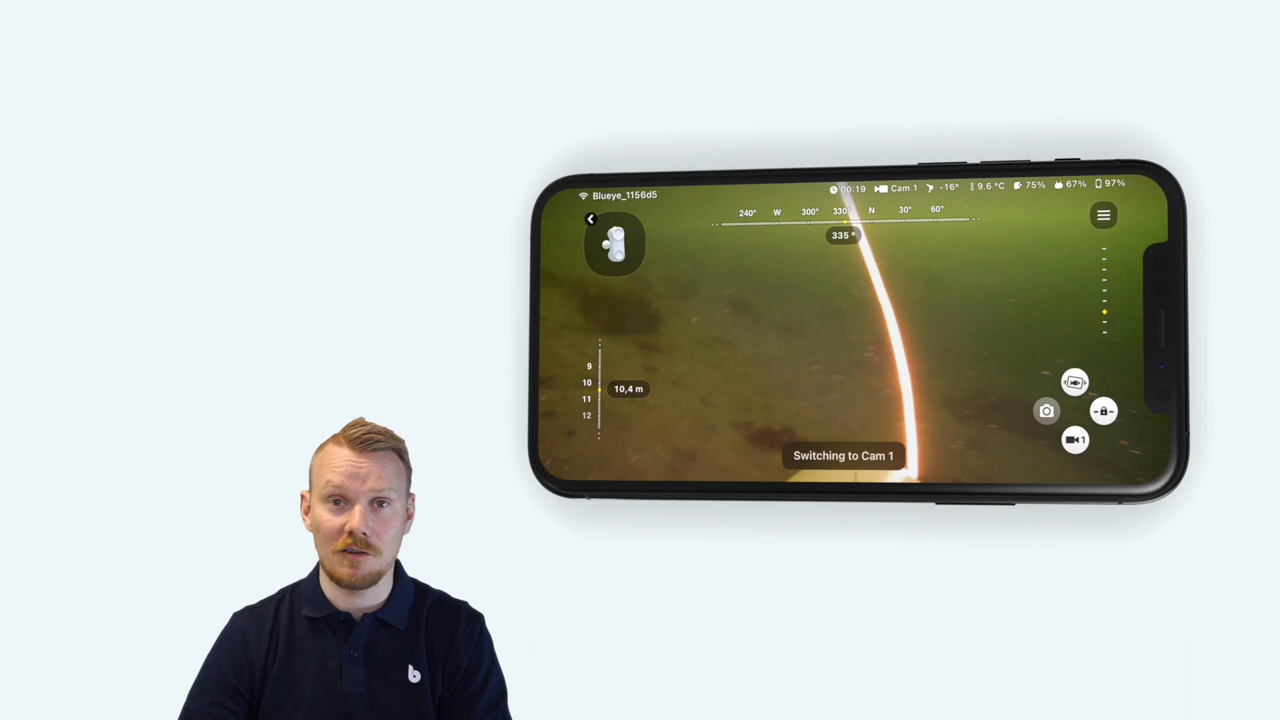 Blueye_1156d5
00:19 Cam 1 -16° 9.6 °C 75% 67% 97%
240° W 300° 330° N 30° 60°
335 °
9
10
10,4 m
11
12
1
Switching to Cam 1
b